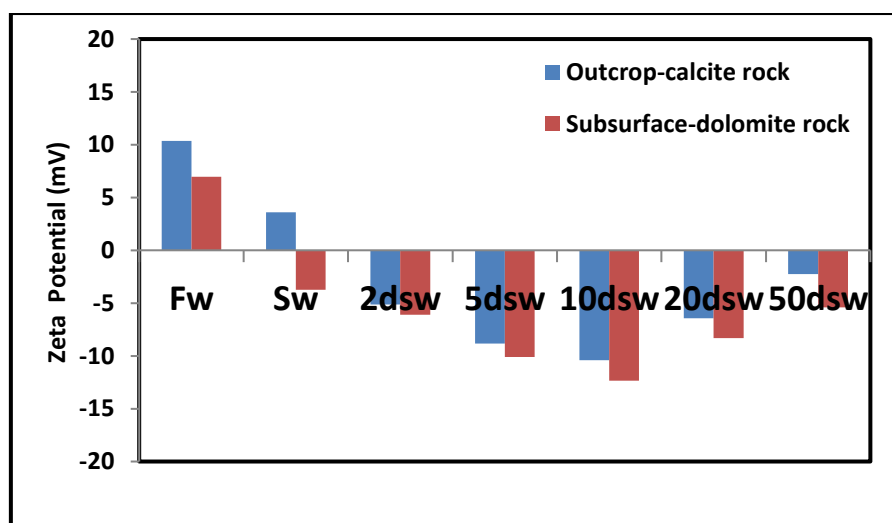 20
15
10
5
0
-5
-10
-15
-20
Zeta Potential (mV)
Outcrop-calcite rock
Subsurface-dolomite rock
Fw Sw 2dsw 5dsw 10dsw 20dsw 50dsw